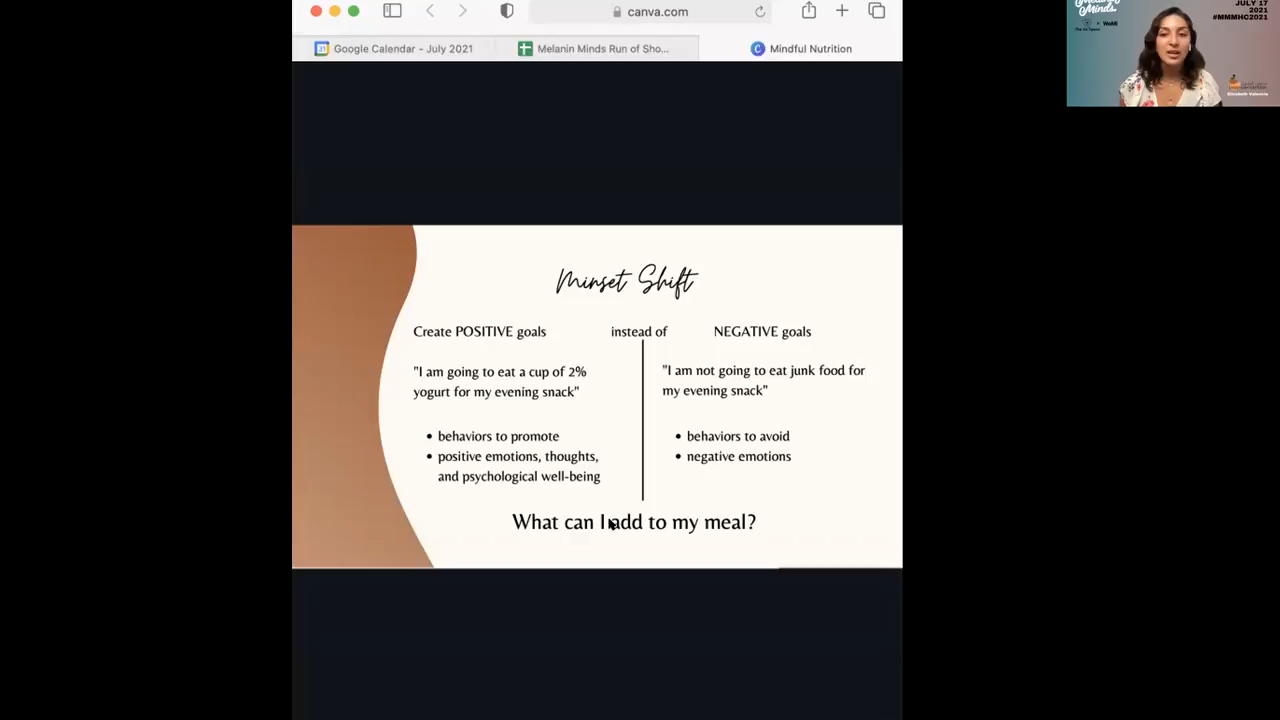 canva.com
Google Calendar - July 2021
Melanin Minds Run of Sho...
Mindful Nutrition
JULY 17
2021
#MMMHC2021
Minds
Elizabeth Valencia
Minset Shift
Create POSITIVE goals instead of NEGATIVE goals
"I am going to eat a cup of 2%
yogurt for my evening snack"
"I am not going to eat junk food for
my evening snack"
• behaviors to promote
• positive emotions, thoughts,
and psychological well-being
• behaviors to avoid
• negative emotions
What can I add to my meal?